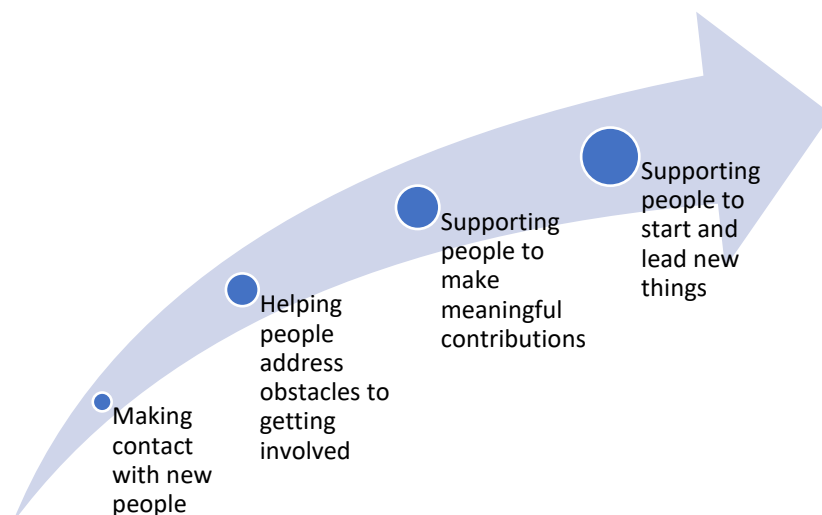 Making
contact
with new
people
Helping
people
address
obstacles to
getting
involved
Supporting
people to
make
meaningful
contributions
Supporting
people to
start and
lead new
things